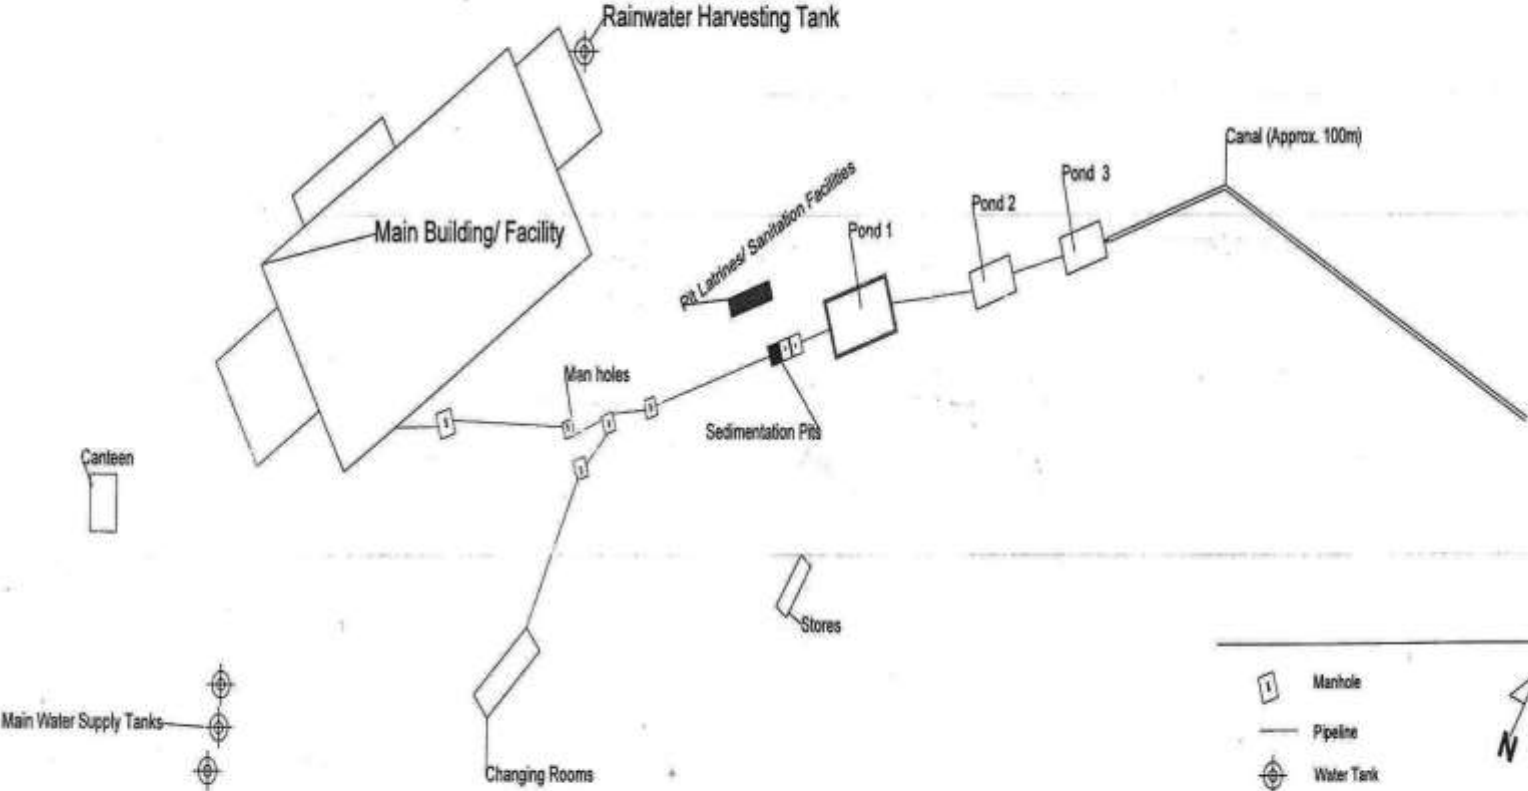 Rainwater Harvesting Tank
Canal (Approx. 100m)
Pond 3
Pond 2
Pit Latrines/ Sanitation Facilities
Pond 1
Main Building/ Facility
Man holes
Sedimentation Pits
Canteen
Stores
Main Water Supply Tanks
Changing Rooms
Manhole
Pipeline
Water Tank
N